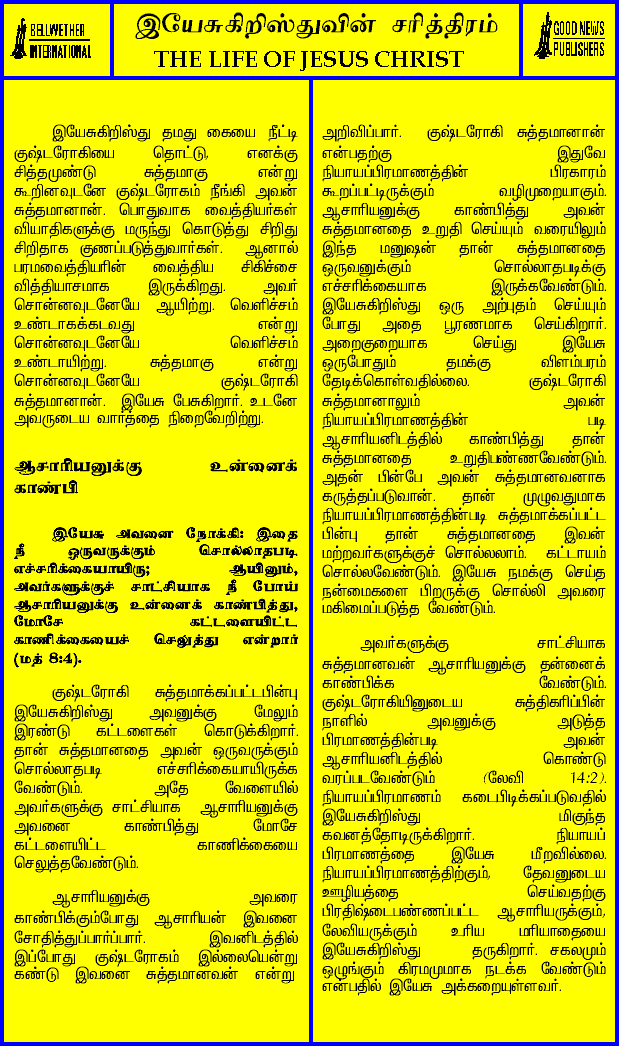 BELLWETHER
INTERNATIONAL
இயேசுகிறிஸ்துவின் சரித்திரம்
THE LIFE OF JESUS CHRIST
GOOD NEWS
PUBLISHERS
இயேசுகிறிஸ்து தமது கையை நீட்டி
குஷ்டரோகியை தொட்டு, எனக்கு
சித்தமுண்டு சுத்தமாகு என்று
கூறினவுடனே குஷ்டரோகம் நீங்கி அவன்
சுத்தமானான். பொதுவாக வைத்தியர்கள்
வியாதிகளுக்கு மருந்து கொடுத்து சிறிது
சிறிதாக குணப்படுத்துவார்கள். ஆனால்
பரமவைத்தியரின் வைத்திய சிகிச்சை
வித்தியாசமாக இருக்கிறது. அவர்
சொன்னவுடனேயே ஆயிற்று. வெளிச்சம்
உண்டாகக்கடவது என்று
சொன்னவுடனேயே வெளிச்சம்
உண்டாயிற்று. சுத்தமாகு என்று
சொன்னவுடனேயே குஷ்டரோகி
சுத்தமானான். இயேசு பேசுகிறார். உடனே
அவருடைய வார்த்தை நிறைவேறிற்று.
ஆசாரியனுக்கு உன்னைக்
காண்பி
இயேசு அவனை நோக்கி: இதை
நீ ஒருவருக்கும் சொல்லாதபடி
எச்சரிக்கையாயிரு; ஆயினும்,
அவர்களுக்குச் சாட்சியாக நீ போய்
ஆசாரியனுக்கு உன்னைக் காண்பித்து,
மோசே கட்டளையிட்ட
காணிக்கையைச் செலுத்து என்றார்
(மத் 8:4).
குஷ்டரோகி சுத்தமாக்கப்பட்டபின்பு
இயேசுகிறிஸ்து அவனுக்கு மேலும்
இரண்டு கட்டளைகள் கொடுக்கிறார்.
தான் சுத்தமானதை அவன் ஒருவருக்கும்
சொல்லாதபடி எச்சரிக்கையாயிருக்க
வேண்டும். அதே வேளையில்
அவர்களுக்கு சாட்சியாக ஆசாரியனுக்கு
அவனை காண்பித்து மோசே
கட்டளையிட்ட காணிக்கையை
செலுத்தவேண்டும்.
ஆசாரியனுக்கு அவரை
காண்பிக்கும்போது ஆசாரியன் இவனை
சோதித்துப்பார்ப்பார். இவனிடத்தில்
இப்போது குஷ்டரோகம் இல்லையென்று
கண்டு இவனை சுத்தமானவன் என்று
அறிவிப்பார். குஷ்டரோகி சுத்தமானான்
என்பதற்கு இதுவே
நியாயப்பிரமாணத்தின் பிரகாரம்
கூறப்பட்டிருக்கும் வழிமுறையாகும்.
ஆசாரியனுக்கு காண்பித்து அவன்
சுத்தமானதை உறுதி செய்யும் வரையிலும்
இந்த மனுஷன் தான் சுத்தமானதை
ஒருவனுக்கும் சொல்லாதபடிக்கு
எச்சரிக்கையாக இருக்கவேண்டும்.
இயேசுகிறிஸ்து ஒரு அற்புதம் செய்யும்
போது அதை பூரணமாக செய்கிறார்.
அறைகுறையாக செய்து இயேசு
ஒருபோதும் தமக்கு விளம்பரம்
தேடிக்கொள்வதில்லை. குஷ்டரோகி
சுத்தமானாலும் அவன்
நியாயப்பிரமாணத்தின் படி
ஆசாரியனிடத்தில் காண்பித்து தான்
சுத்தமானதை உறுதிபண்ணவேண்டும்.
அதன் பின்பே அவன் சுத்தமானவனாக
கருத்தப்படுவான். தான் முழுவதுமாக
நியாயப்பிரமாணத்தின்படி சுத்தமாக்கப்பட்ட
பின்பு தான் சுத்தமானதை இவன்
மற்றவர்களுக்குச் சொல்லலாம். கட்டாயம்
சொல்லவேண்டும். இயேசு நமக்கு செய்த
நன்மைகளை பிறருக்கு சொல்லி அவரை
மகிமைப்படுத்த வேண்டும்.
அவர்களுக்கு சாட்சியாக
சுத்தமானவன் ஆசாரியனுக்கு தன்னைக்
காண்பிக்க வேண்டும்.
குஷ்டரோகியினுடைய சுத்திகரிப்பின்
நாளில் அவனுக்கு அடுத்த
பிரமாணத்தின்படி அவன்
ஆசாரியனிடத்தில் கொண்டு
வரப்படவேண்டும் (லேவி 14:2).
நியாயப்பிரமாணம் கடைபிடிக்கப்படுவதில்
இயேசுகிறிஸ்து மிகுந்த
கவனத்தோடிருக்கிறார். நியாயப்
பிரமாணத்தை இயேசு மீறவில்லை.
நியாயப்பிரமாணத்திற்கும், தேவனுடைய
ஊழியத்தை செய்வதற்கு
பிரதிஷ்டைபண்ணப்பட்ட ஆசாரியருக்கும்,
லேவியருக்கும் உரிய மரியாதையை
இயேசுகிறிஸ்து தருகிறார். சகலமும்
ஒழுங்கும் கிரமமுமாக நடக்க வேண்டும்
என்பதில் இயேசு அக்கறையுள்ளவர்.